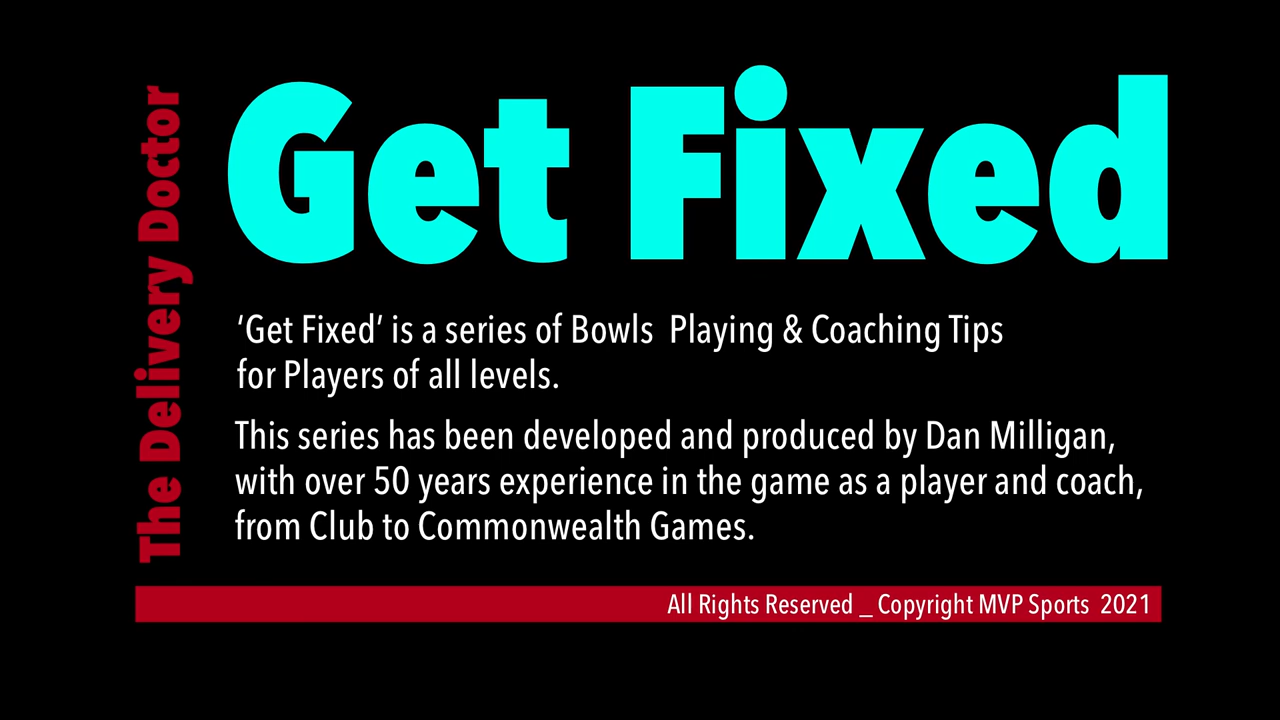 The Delivery Doctor
Get Fixed
‘Get Fixed’ is a series of Bowls  Playing & Coaching Tips
for Players of all levels.
This series has been developed and produced by Dan Milligan,
with over 50 years experience in the game as a player and coach,
from Club to Commonwealth Games.
All Rights Reserved _ Copyright MVP Sports  2021